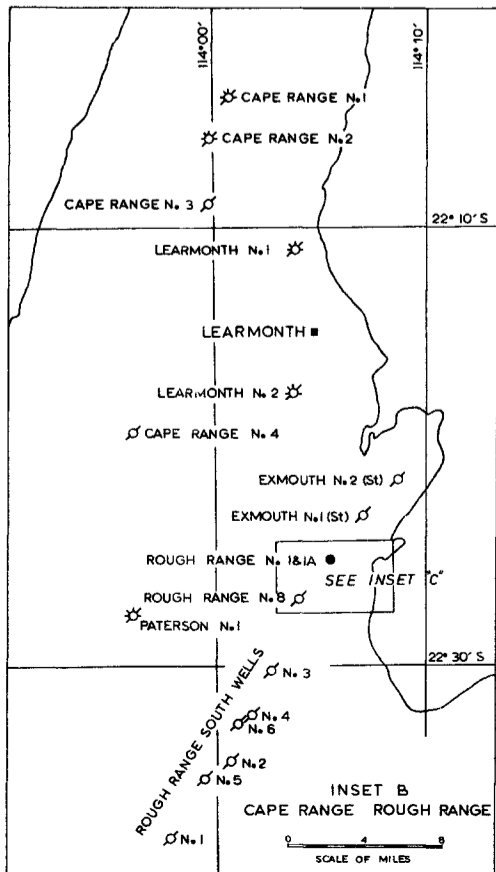 114° 00'
114° 10'
CAPE RANGE No.1
CAPE RANGE No.2
CAPE RANGE No. 3
22° 10' S
LEARMONTH No.1
LEARMONTH
LEARMONTH No.2
CAPE RANGE No.4
EXMOUTH No.2 (St)
EXMOUTH No.1 (St)
ROUGH RANGE No. 1&1A
SEE INSET "C"
ROUGH RANGE No.8
PATERSON No.1
22° 30' S
ROUGH RANGE SOUTH WELLS
No.3
No.4
No.6
No.2
No.5
No.1
INSET B
CAPE RANGE ROUGH RANGE
0 4 8
SCALE OF MILES